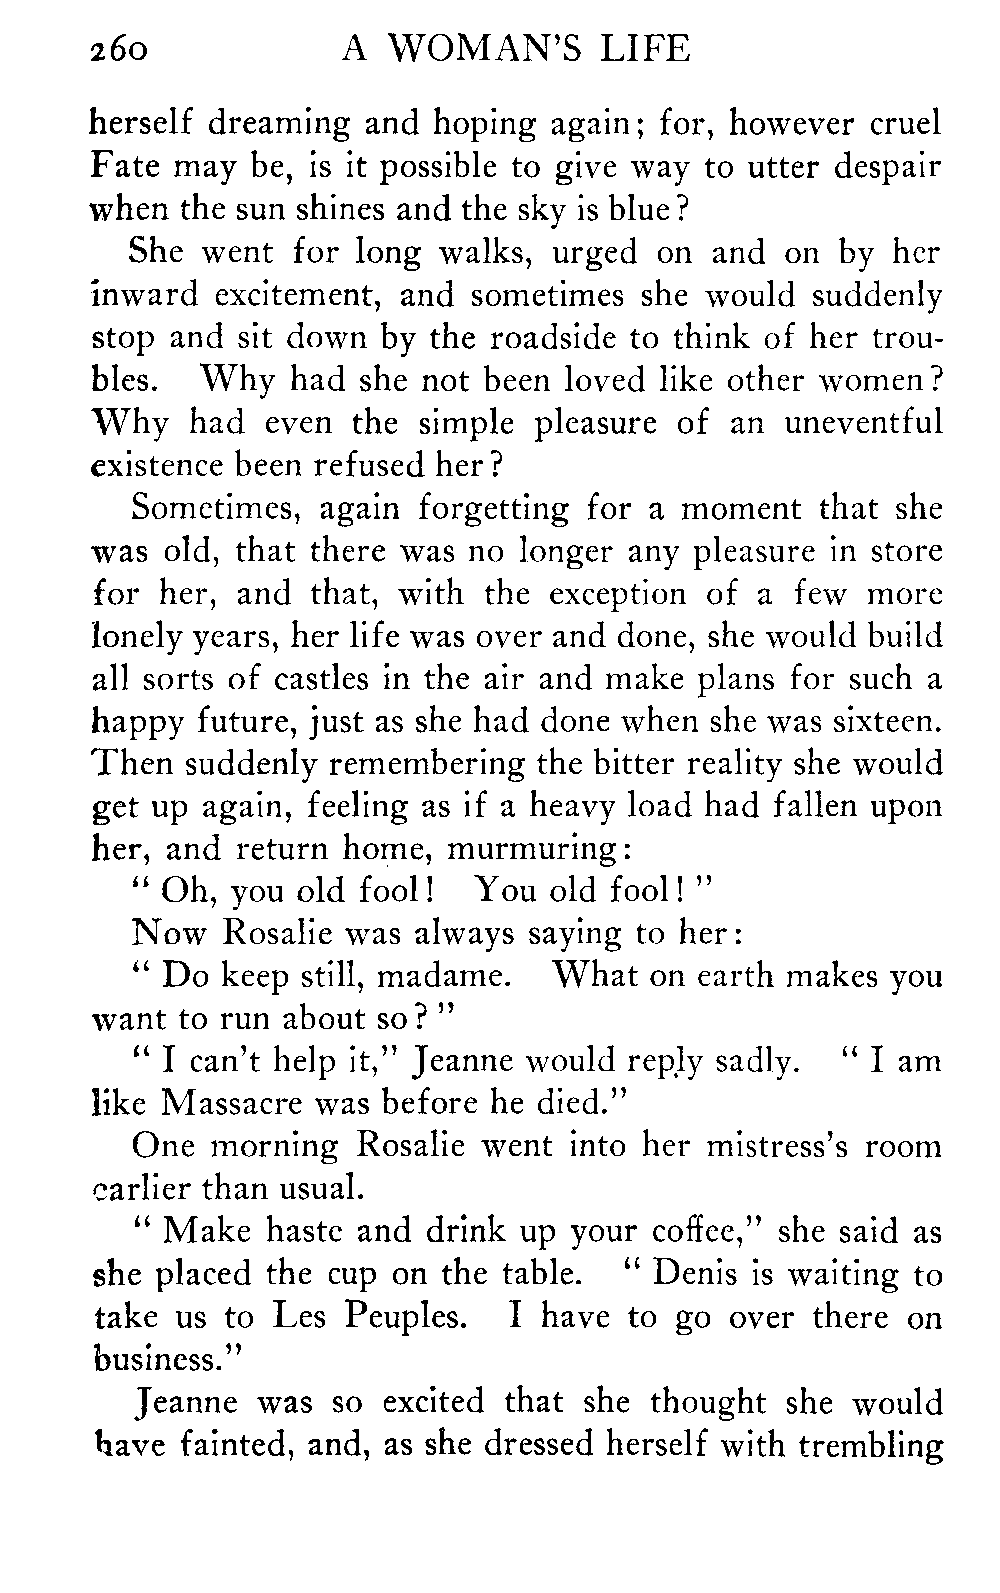 260 A WOMAN'S LIFE
herself dreaming and hoping again; for, however cruel
Fate may be, is it possible to give way to utter despair
when the sun shines and the sky is blue?
She went for long walks, urged on and on by her
inward excitement, and sometimes she would suddenly
stop and sit down by the roadside to think of her trou-
bles. Why had she not been loved like other women?
Why had even the simple pleasure of an uneventful
existence been refused her?
Sometimes, again forgetting for a moment that she
was old, that there was no longer any pleasure in store
for her, and that, with the exception of a few more
lonely years, her life was over and done, she would build
all sorts of castles in the air and make plans for such a
happy future, just as she had done when she was sixteen.
Then suddenly remembering the bitter reality she would
get up again, feeling as if a heavy load had fallen upon
her, and return home, murmuring:
" Oh, you old fool! You old fool! "
Now Rosalie was always saying to her:
" Do keep still, madame. What on earth makes you
want to run about so? "
" I can't help it," Jeanne would reply sadly. " I am
like Massacre was before he died."
One morning Rosalie went into her mistress's room
earlier than usual.
" Make haste and drink up your coffee," she said as
she placed the cup on the table. " Denis is waiting to
take us to Les Peuples. I have to go over there on
business."
Jeanne was so excited that she thought she would
have fainted, and, as she dressed herself with trembling